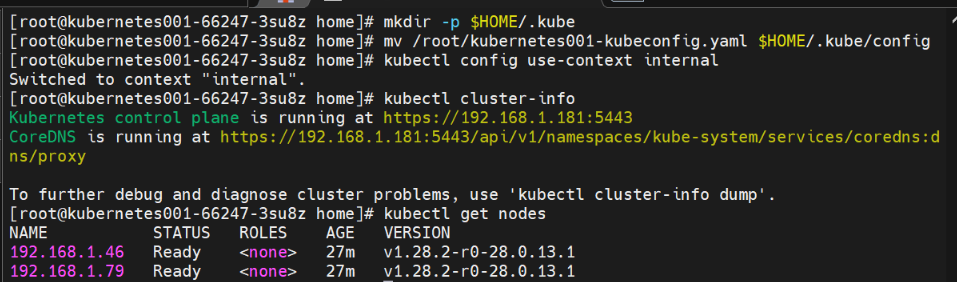 [root@kubernetes001-66247-3su8z home]# mkdir -p $HOME/.kube
[root@kubernetes001-66247-3su8z home]# mv /root/kubernetes001-kubeconfig.yaml $HOME/.kube/config
[root@kubernetes001-66247-3su8z home]# kubectl config use-context internal
Switched to context "internal".
[root@kubernetes001-66247-3su8z home]# kubectl cluster-info
Kubernetes control plane is running at https://192.168.1.181:5443
CoreDNS is running at https://192.168.1.181:5443/api/v1/namespaces/kube-system/services/coredns:d
ns/proxy

To further debug and diagnose cluster problems, use 'kubectl cluster-info dump'.
[root@kubernetes001-66247-3su8z home]# kubectl get nodes
NAME STATUS ROLES AGE VERSION
192.168.1.46 Ready <none> 27m v1.28.2-r0-28.0.13.1
192.168.1.79 Ready <none> 27m v1.28.2-r0-28.0.13.1